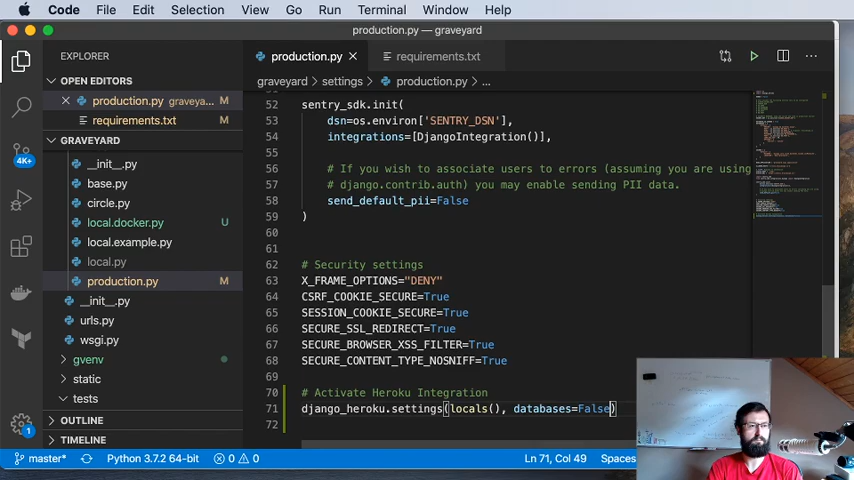 Code File Edit Selection View Go Run Terminal Window Help
production.py — graveyard
EXPLORER
OPEN EDITORS
production.py graveya... M
requirements.txt M
GRAVEYARD
__init__.py
base.py
circle.py
local.docker.py U
local.example.py
local.py
production.py M
__init__.py
urls.py
wsgi.py
gvenv
static
tests
OUTLINE
TIMELINE
4K+
1
production.py requirements.txt
graveyard settings production.py ...
52 sentry_sdk.init(
53 dsn=os.environ['SENTRY_DSN'],
54 integrations=[DjangoIntegration()],
55
56 # If you wish to associate users to errors (assuming you are using
57 # django.contrib.auth) you may enable sending PII data.
58 send_default_pii=False
59 )
60
61
62 # Security settings
63 X_FRAME_OPTIONS="DENY"
64 CSRF_COOKIE_SECURE=True
65 SESSION_COOKIE_SECURE=True
66 SECURE_SSL_REDIRECT=True
67 SECURE_BROWSER_XSS_FILTER=True
68 SECURE_CONTENT_TYPE_NOSNIFF=True
69
70 # Activate Heroku Integration
71 django_heroku.settings(locals(), databases=False)
72
master* Python 3.7.2 64-bit 0 0 Ln 71, Col 49 Spaces